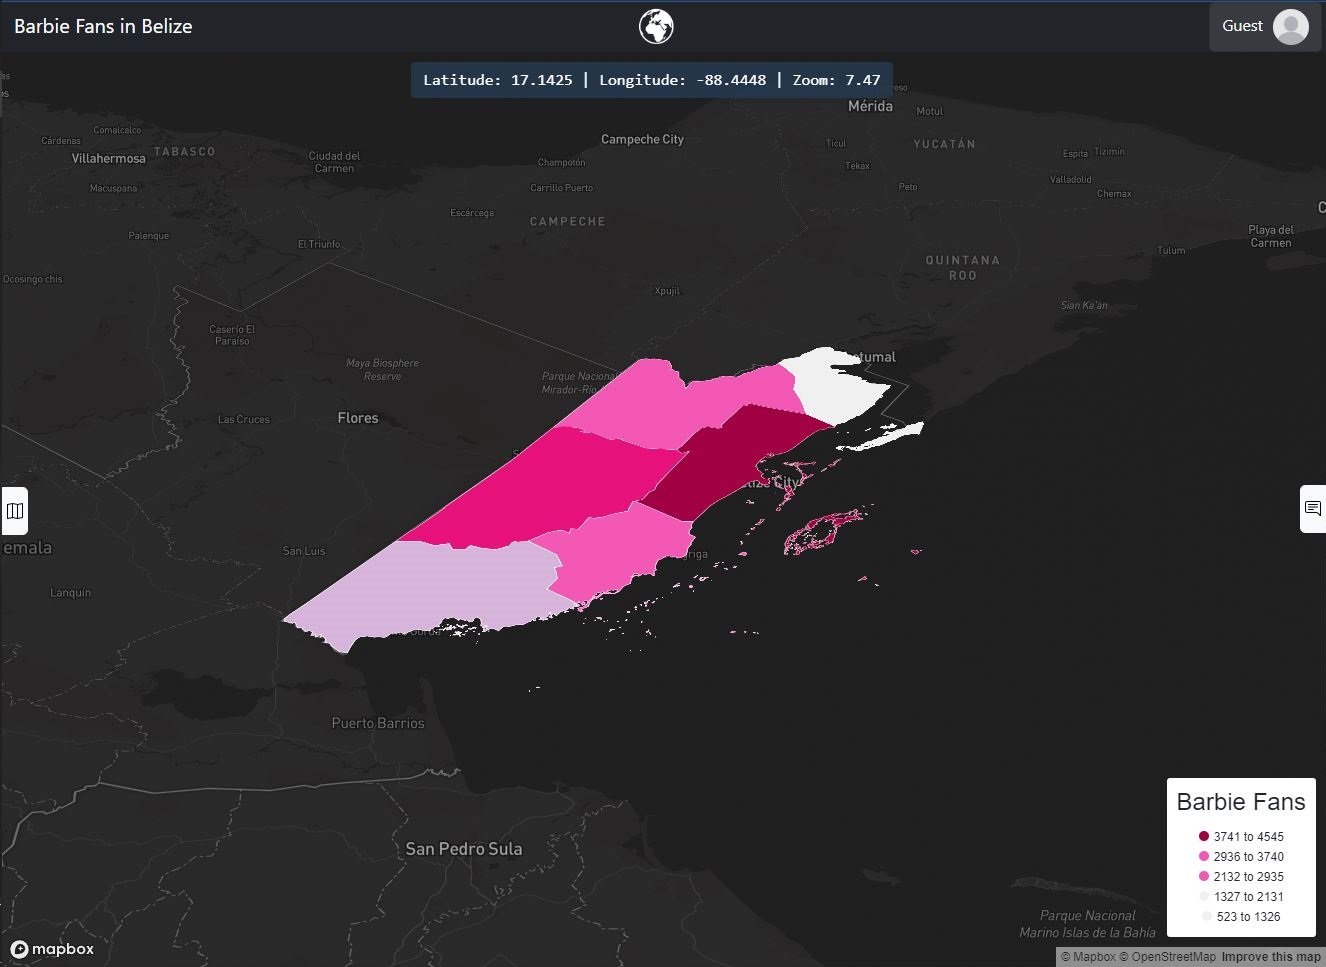 Barbie Fans in Belize
Guest
Latitude: 17.1425 | Longitude: -88.4448 | Zoom: 7.47
Mérida
Motul
Campeche City
Ticul
YUCATÁN
Tekax
Espita
Tizimín
Valladolid
Chemax
Peto
Comalcalco
Cárdenas
TABASCO
Villahermosa
Ciudad del
Carmen
Champotón
Macuspana
Carrillo Puerto
Escárcega
CAMPECHE
Palenque
El Triunfo
Playa del
Carmen
Tulum
QUINTANA
ROO
Ocosingo chis
Xpujil
Sian Ka'an
Caserío El
Paraíso
Maya Biosphere
Reserve
Parque Nacional
Mirador-Río
etumal
Las Cruces
Flores
lize City
San Luis
emala
riga
Lanquín
Puerto Barrios
San Pedro Sula
Barbie Fans
3741 to 4545
2936 to 3740
2132 to 2935
1327 to 2131
523 to 1326
Parque Nacional
Marino Islas de la Bahía
mapbox
© Mapbox © OpenStreetMap Improve this map